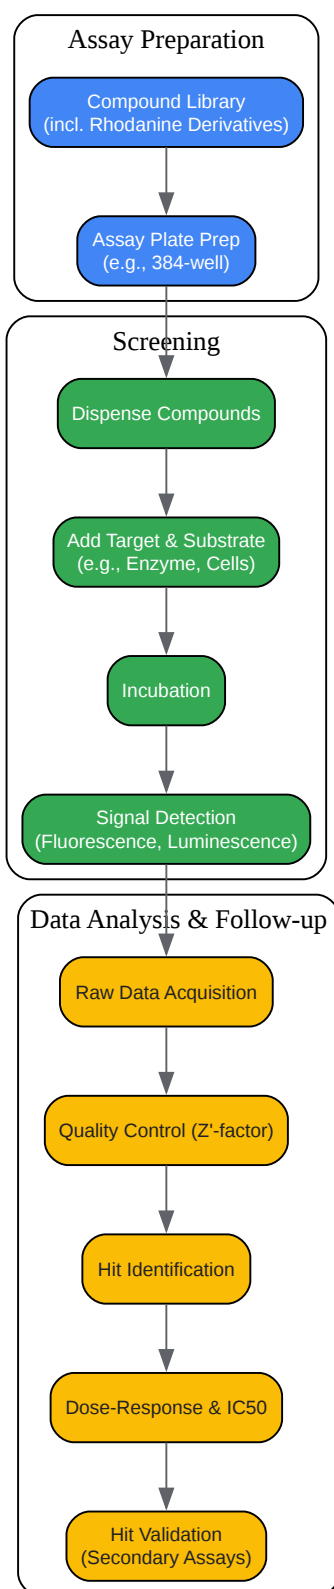 Assay Preparation
Compound Library
(incl. Rhodanine Derivatives)
Assay Plate Prep
(e.g., 384-well)
Screening
Dispense Compounds
Add Target & Substrate
(e.g., Enzyme, Cells)
Incubation
Signal Detection
(Fluorescence, Luminescence)
Data Analysis & Follow-up
Raw Data Acquisition
Quality Control (Z'-factor)
Hit Identification
Dose-Response & IC50
Hit Validation
(Secondary Assays)